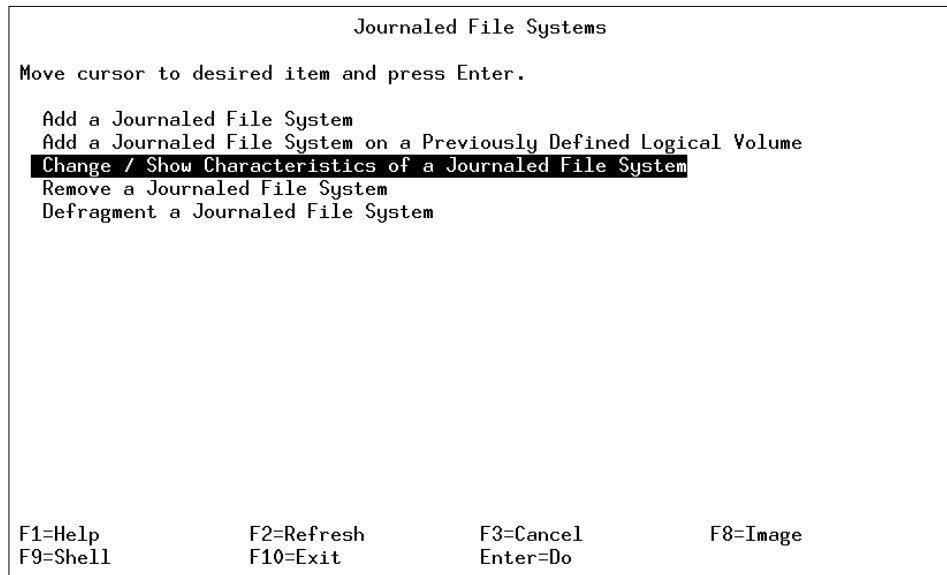 Journaled File Systems
Move cursor to desired item and press Enter.
Add a Journaled File System
Add a Journaled File System on a Previously Defined Logical Volume
Change / Show Characteristics of a Journaled File System
Remove a Journaled File System
Defragment a Journaled File System
F1=Help F2=Refresh F3=Cancel F8=Image
F9=Shell F10=Exit Enter=Do